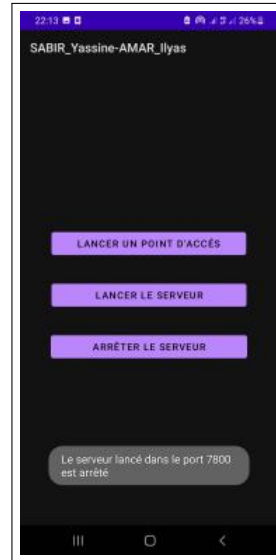 22:13 26%
SABIR_Yassine-AMAR_Ilyas
LANCER UN POINT D'ACCÉS
LANCER LE SERVEUR
ARRÊTER LE SERVEUR
Le serveur lancé dans le port 7800
est arrêté